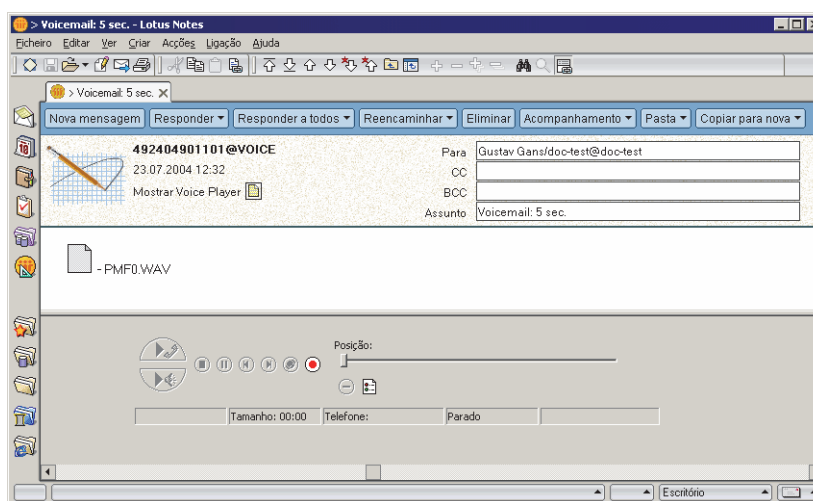 > Voicemail: 5 sec. - Lotus Notes
Ficheiro Editar Ver Criar Acções Ligação Ajuda
> Voicemail: 5 sec.
Nova mensagem Responder Responder a todos Reencaminhar Eliminar Acompanhamento Pasta Copiar para nova
492404901101@VOICE
23.07.2004 12:32
Mostrar Voice Player
Para Gustav Gans/doc-test@doc-test
CC
BCC
Assunto Voicemail: 5 sec.
- PMF0.WAV
Posição:
Tamanho: 00:00 Telefone: Parado
Escritório